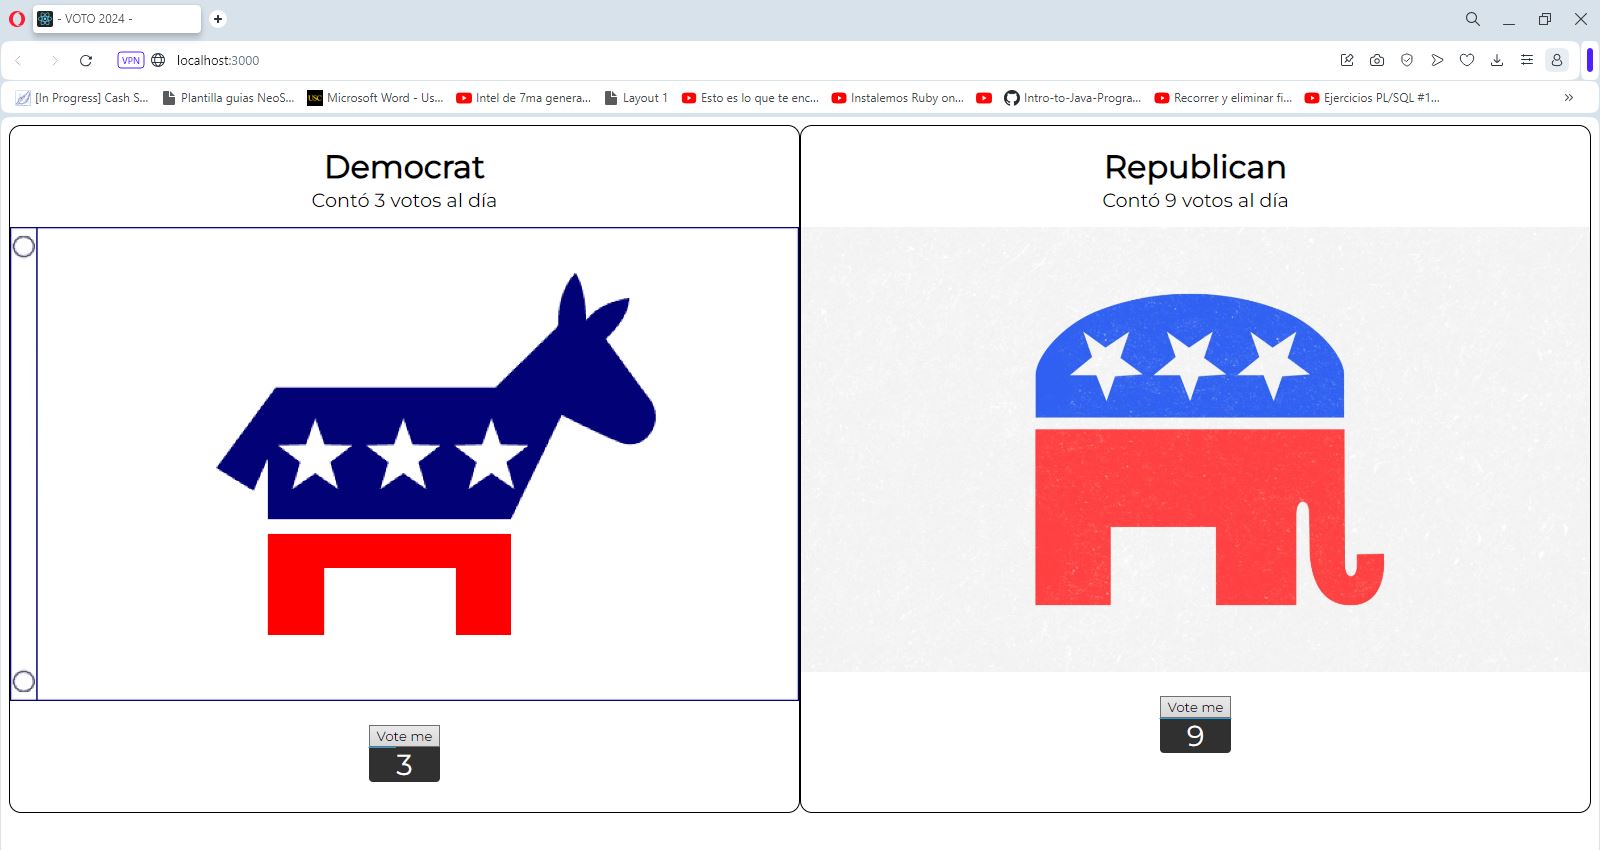 - VOTO 2024 -
VPN localhost:3000
[In Progress] Cash S... Plantilla guias NeoS... USC Microsoft Word - Us... Intel de 7ma genera... Layout 1 Esto es lo que te enc... Instalemos Ruby on... Intro-to-Java-Progra... Recorrer y eliminar fi... Ejercicios PL/SQL #1...
Democrat
Contó 3 votos al día
Vote me
3
Republican
Contó 9 votos al día
Vote me
9